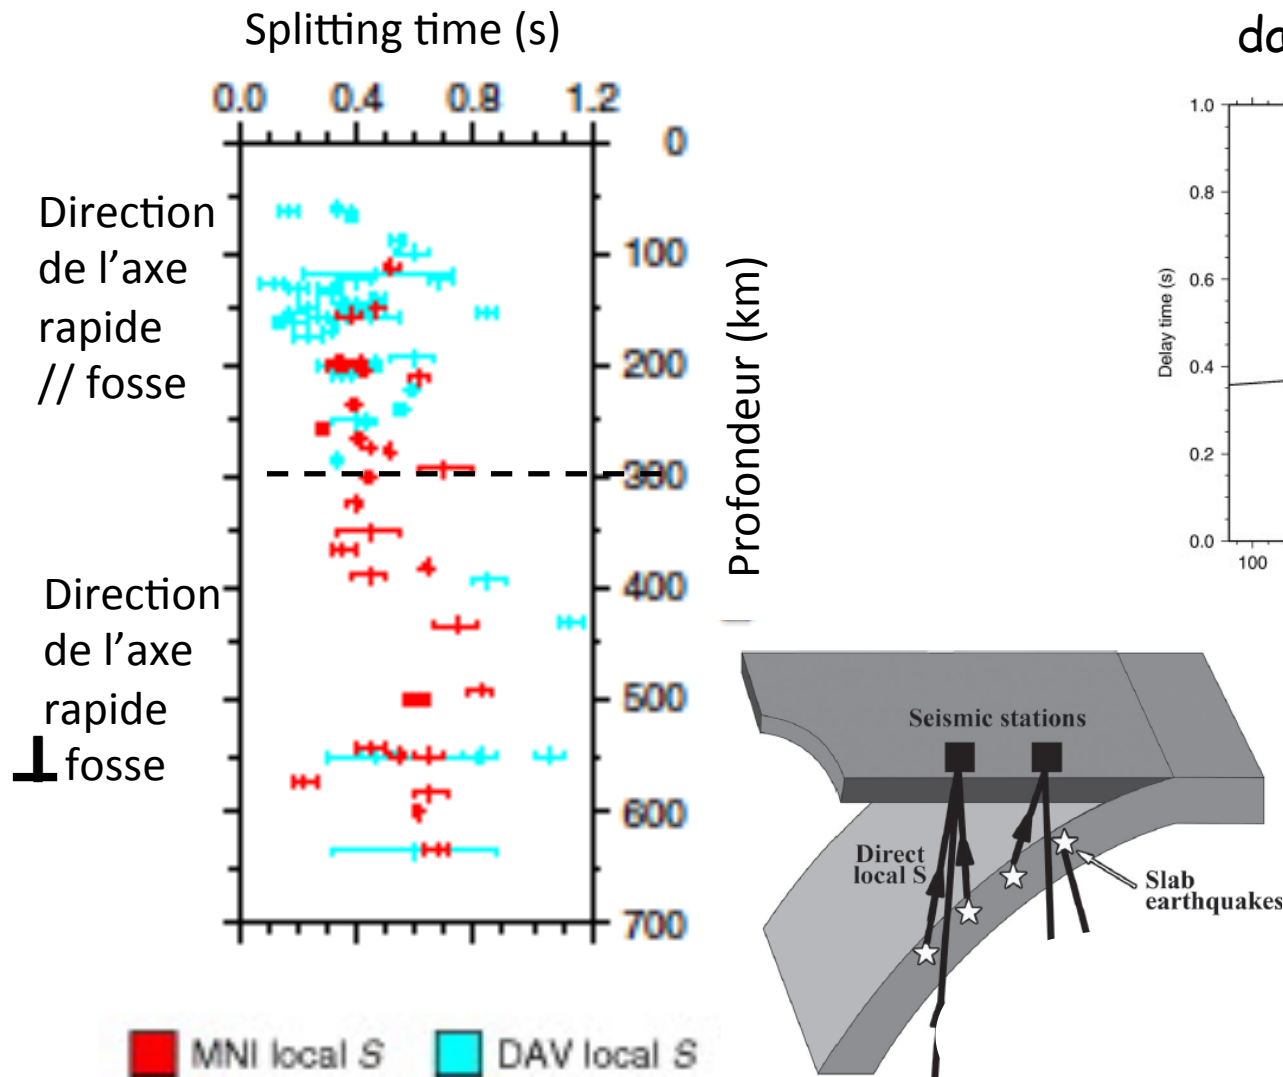 Splitting time (s)
0.0 0.4 0.8 1.2
0
100
200
300
400
500
600
700
Profondeur (km)
Direction
de l’axe
rapide
// fosse
Direction
de l’axe
rapide
⊥ fosse
MNI local S
DAV local S
da
1.0
0.8
0.6
0.4
0.2
0.0
Delay time (s)
100
Seismic stations
Direct
local S
Slab
earthquakes